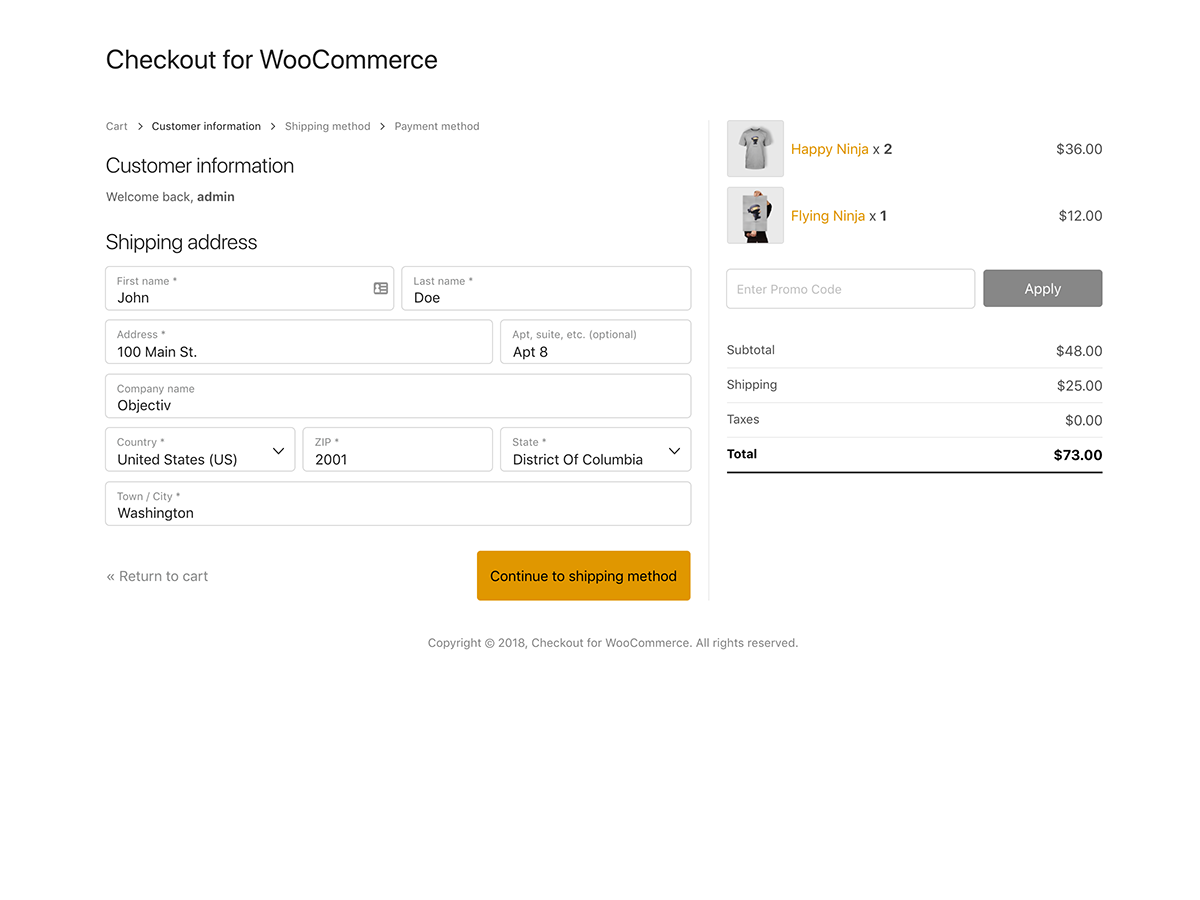 Checkout for WooCommerce
Cart > Customer information > Shipping method > Payment method
Customer information
Welcome back, admin
Shipping address
First name *
John
Last name *
Doe
Address *
100 Main St.
Apt, suite, etc. (optional)
Apt 8
Company name
Objectiv
Country *
United States (US)
ZIP *
2001
State *
District Of Columbia
Town / City *
Washington
« Return to cart
Continue to shipping method
Happy Ninja x 2 $36.00
Flying Ninja x 1 $12.00
Enter Promo Code
Apply
Subtotal $48.00
Shipping $25.00
Taxes $0.00
Total $73.00
Copyright © 2018, Checkout for WooCommerce. All rights reserved.